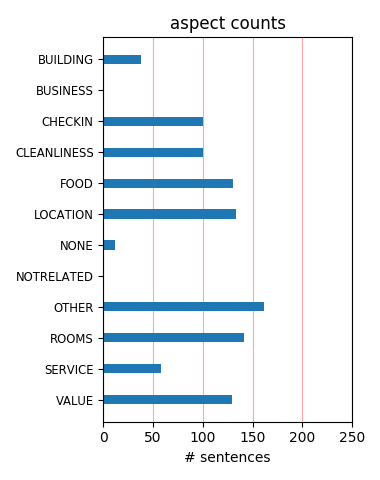 aspect counts
BUILDING
BUSINESS
CHECKIN
CLEANLINESS
FOOD
LOCATION
NONE
NOTRELATED
OTHER
ROOMS
SERVICE
VALUE
0 50 100 150 200 250
# sentences